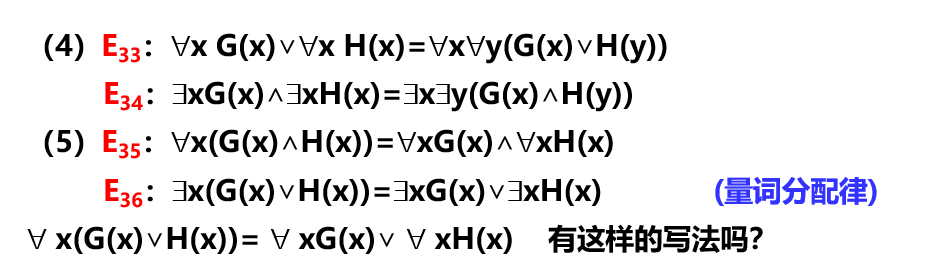 (4) E33: ∀x G(x)∨∀x H(x)=∀x∀y(G(x)∨H(y))
E34: ∃xG(x)∧∃xH(x)=∃x∃y(G(x)∧H(y))
(5) E35: ∀x(G(x)∧H(x))=∀xG(x)∧∀xH(x)
E36: ∃x(G(x)∨H(x))=∃xG(x)∨∃xH(x) (量词分配律)
∀ x(G(x)∨H(x))= ∀ xG(x)∨ ∀ xH(x) 有这样的写法吗?